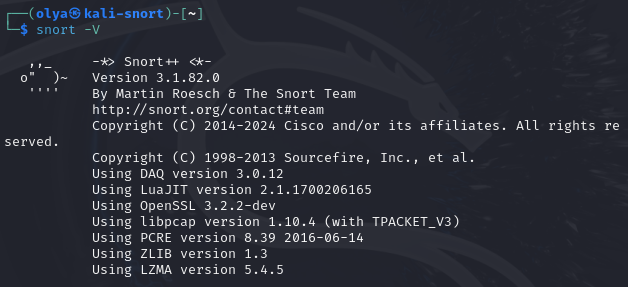 ┌──(olya㉿kali-snort)-[~]
└─$ snort -V

   ,,_     -*> Snort++ <*-
  o"  )~   Version 3.1.82.0
   ''''    By Martin Roesch & The Snort Team
           http://snort.org/contact#team
           Copyright (C) 2014-2024 Cisco and/or its affiliates. All rights re
served.
           Copyright (C) 1998-2013 Sourcefire, Inc., et al.
           Using DAQ version 3.0.12
           Using LuaJIT version 2.1.1700206165
           Using OpenSSL 3.2.2-dev
           Using libpcap version 1.10.4 (with TPACKET_V3)
           Using PCRE version 8.39 2016-06-14
           Using ZLIB version 1.3
           Using LZMA version 5.4.5